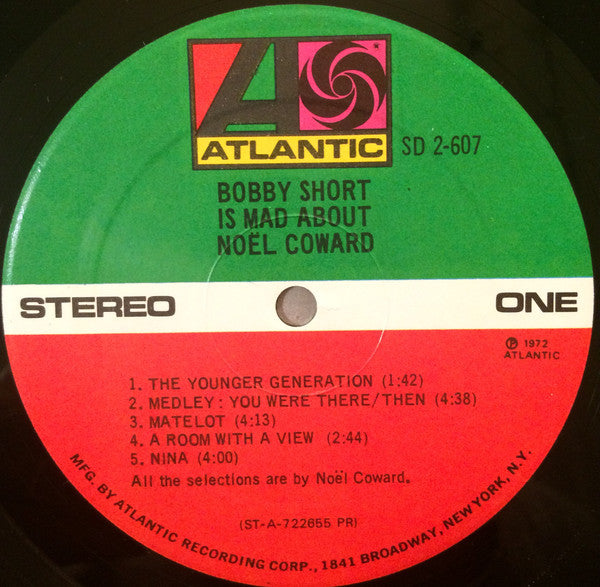 ATLANTIC
SD 2-607
BOBBY SHORT
IS MAD ABOUT
NOËL COWARD
STEREO
ONE
Ⓟ 1972
ATLANTIC
1. THE YOUNGER GENERATION (1:42)
2. MEDLEY: YOU WERE THERE/THEN (4:38)
3. MATELOT (4:13)
4. A ROOM WITH A VIEW (2:44)
5. NINA (4:00)
All the selections are by Noël Coward.
(ST-A-722655 PR)
MFG. BY ATLANTIC RECORDING CORP., 1841 BROADWAY, NEW YORK, N.Y.